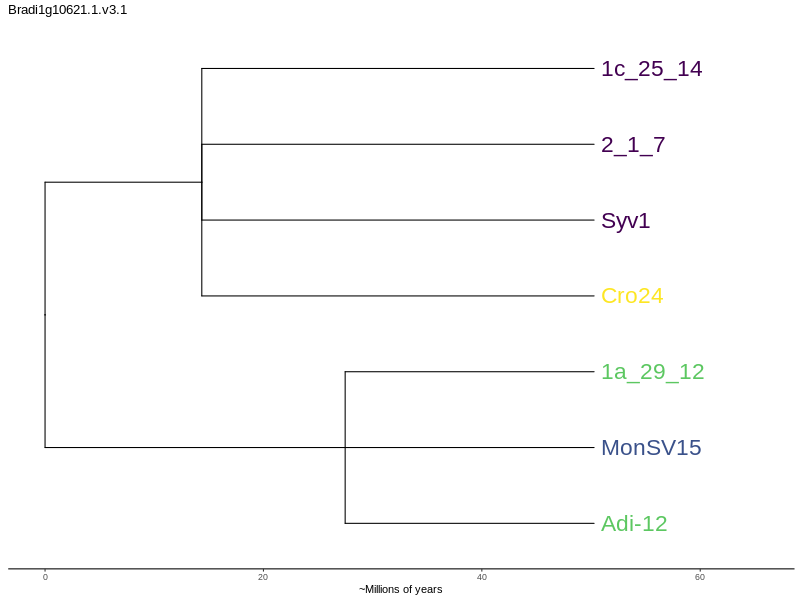 Bradi1g10621.1.v3.1
1c_25_14
2_1_7
Syv1
Cro24
1a_29_12
MonSV15
Adi-12
0 20 40 60
~Millions of years